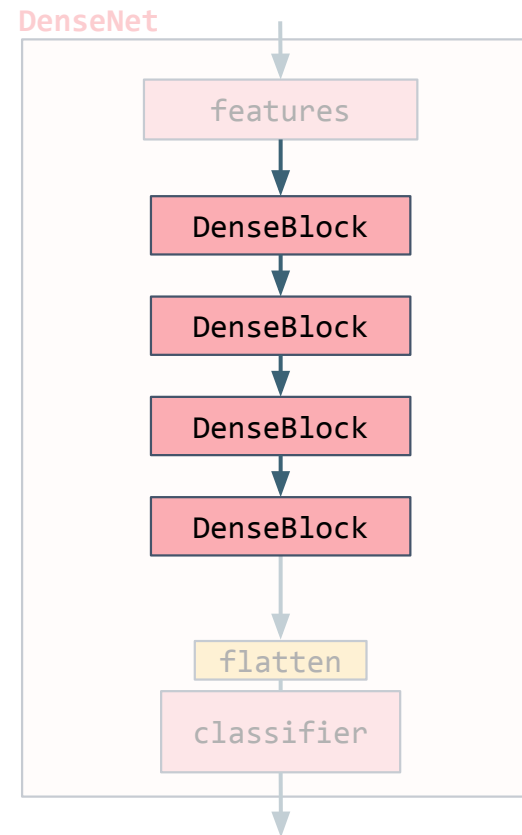 DenseNet
features
DenseBlock
DenseBlock
DenseBlock
DenseBlock
flatten
classifier